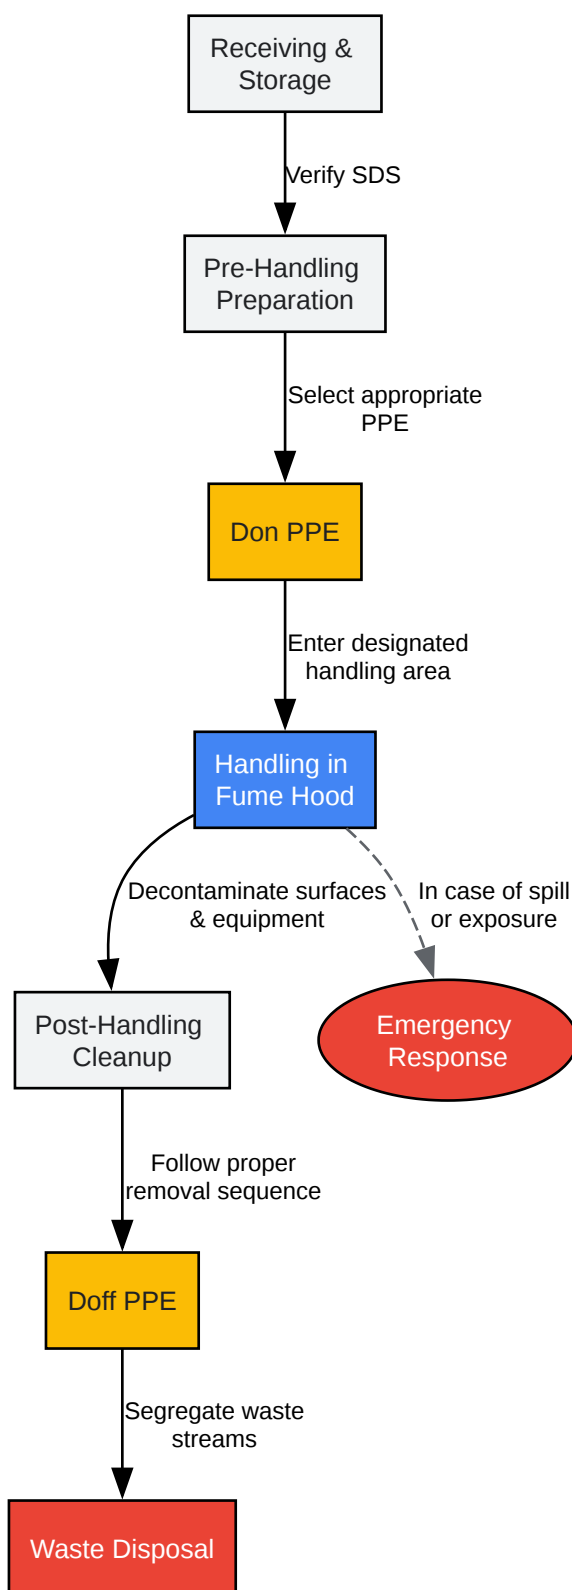 Receiving &
Storage
Verify SDS
Pre-Handling
Preparation
Select appropriate
PPE
Don PPE
Enter designated
handling area
Handling in
Fume Hood
Decontaminate surfaces
& equipment
In case of spill
or exposure
Post-Handling
Cleanup
Emergency
Response
Follow proper
removal sequence
Doff PPE
Segregate waste
streams
Waste Disposal